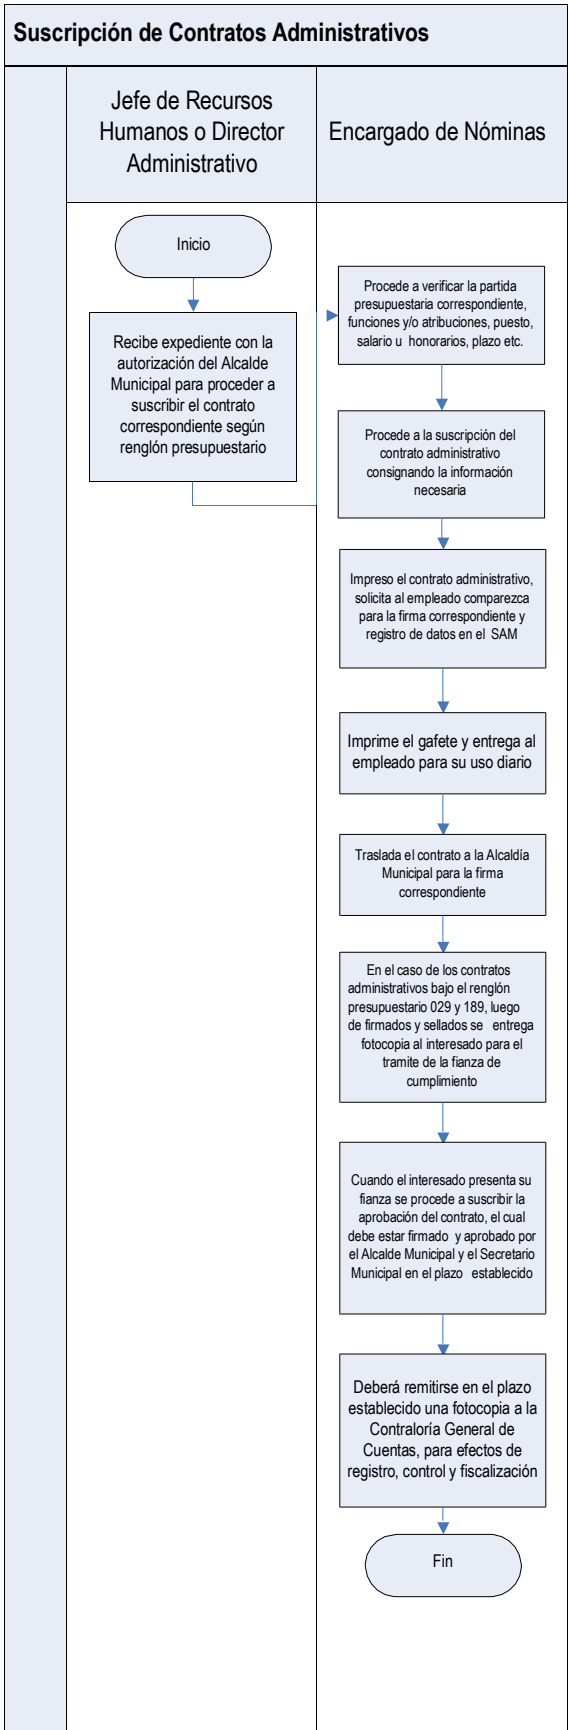 Suscripción de Contratos Administrativos
Jefe de Recursos
Humanos o Director
Administrativo
Encargado de Nóminas
Inicio
Recibe expediente con la
autorización del Alcalde
Municipal para proceder a
suscribir el contrato
correspondiente según
renglón presupuestario
Procede a verificar la partida
presupuestaria correspondiente,
funciones y/o atribuciones, puesto,
salario u honorarios, plazo etc.
Procede a la suscripción del
contrato administrativo
consignando la información
necesaria
Impreso el contrato administrativo,
solicita al empleado comparezca
para la firma correspondiente y
registro de datos en el SAM
Imprime el gafete y entrega al
empleado para su uso diario
Traslada el contrato a la Alcaldía
Municipal para la firma
correspondiente
En el caso de los contratos
administrativos bajo el renglón
presupuestario 029 y 189, luego
de firmados y sellados se entrega
fotocopia al interesado para el
tramite de la fianza de
cumplimiento
Cuando el interesado presenta su
fianza se procede a suscribir la
aprobación del contrato, el cual
debe estar firmado y aprobado por
el Alcalde Municipal y el Secretario
Municipal en el plazo establecido
Deberá remitirse en el plazo
establecido una fotocopia a la
Contraloría General de
Cuentas, para efectos de
registro, control y fiscalización
Fin